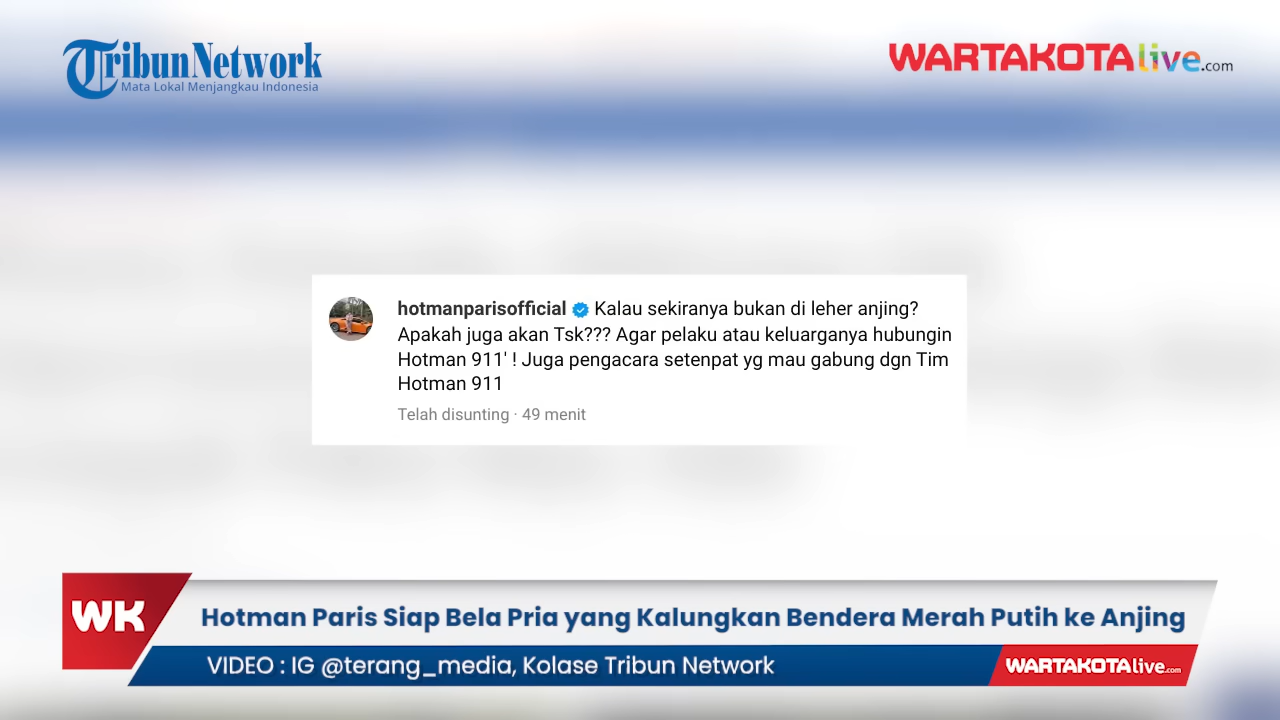 Tribun Network
Mata Lokal Menjangkau Indonesia
WARTAKOTAlive.com
hotmanparisofficial Kalau sekiranya bukan di leher anjing?
Apakah juga akan Tsk??? Agar pelaku atau keluarganya hubungin
Hotman 911' ! Juga pengacara setenpat yg mau gabung dgn Tim
Hotman 911
Telah disunting · 49 menit
WK
Hotman Paris Siap Bela Pria yang Kalungkan Bendera Merah Putih ke Anjing
VIDEO : IG @terang_media, Kolase Tribun Network
WARTAKOTAlive.com